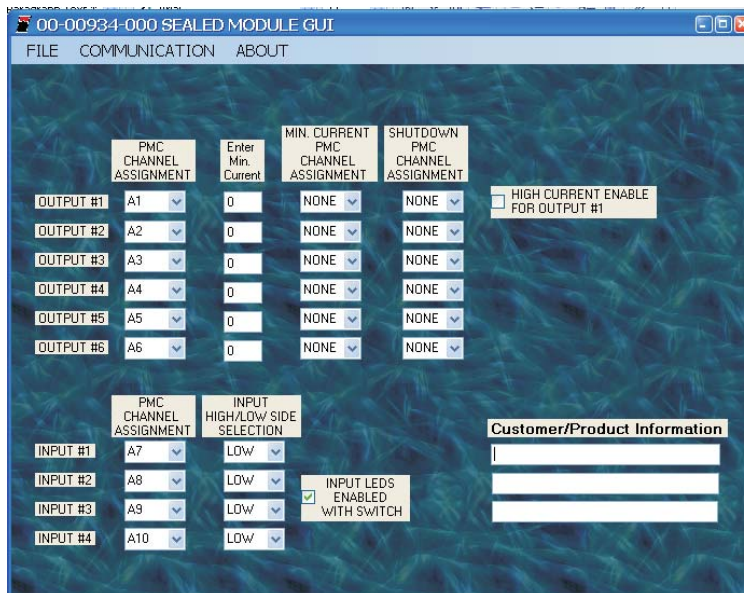 00-00934-000 SEALED MODULE GUI
FILE COMMUNICATION ABOUT
PMC CHANNEL ASSIGNMENT
Enter Min. Current
MIN. CURRENT PMC CHANNEL ASSIGNMENT
SHUTDOWN PMC CHANNEL ASSIGNMENT
OUTPUT #1 A1 0 NONE NONE
HIGH CURRENT ENABLE
FOR OUTPUT #1
OUTPUT #2 A2 0 NONE NONE
OUTPUT #3 A3 0 NONE NONE
OUTPUT #4 A4 0 NONE NONE
OUTPUT #5 A5 0 NONE NONE
OUTPUT #6 A6 0 NONE NONE
PMC CHANNEL ASSIGNMENT
INPUT HIGH/LOW SIDE SELECTION
Customer/Product Information
INPUT #1 A7 LOW
INPUT #2 A8 LOW
INPUT LEDS
ENABLED
WITH SWITCH
INPUT #3 A9 LOW
INPUT #4 A10 LOW